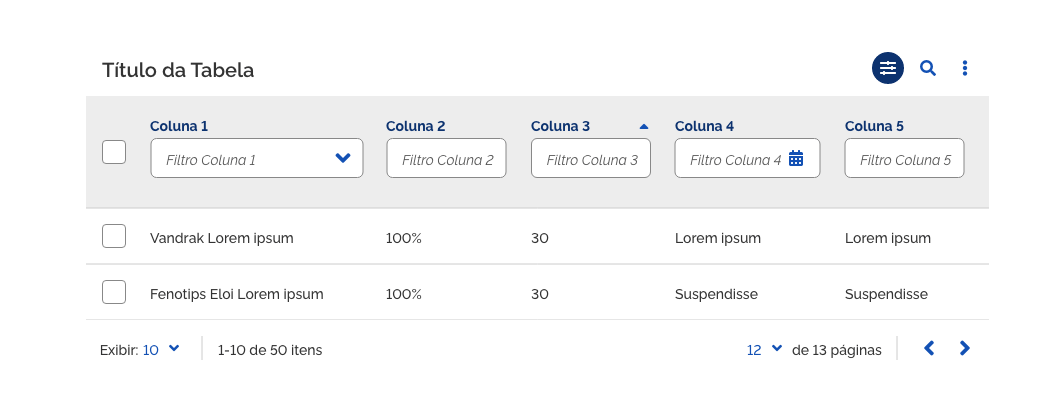 Título da Tabela
Coluna 1 Coluna 2 Coluna 3 Coluna 4 Coluna 5
Filtro Coluna 1 Filtro Coluna 2 Filtro Coluna 3 Filtro Coluna 4 Filtro Coluna 5
Vandrak Lorem ipsum 100% 30 Lorem ipsum Lorem ipsum
Fenotips Eloi Lorem ipsum 100% 30 Suspendisse Suspendisse
Exibir: 10 1-10 de 50 itens 12 de 13 páginas